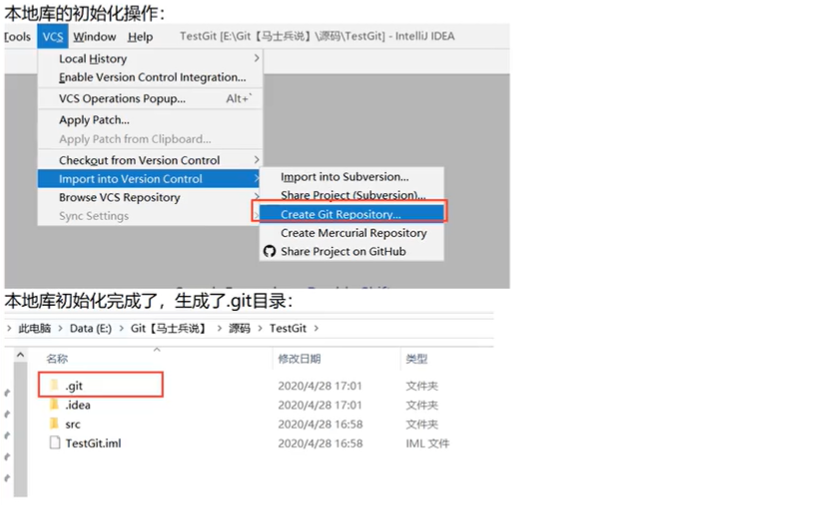 本地库的初始化操作：
Tools VCS Window Help TestGit [E:\Git【马士兵说】\源码\TestGit] - IntelliJ IDEA
Local History
Enable Version Control Integration...
VCS Operations Popup... Alt+`
Apply Patch...
Apply Patch from Clipboard...
Checkout from Version Control
Import into Version Control
Import into Subversion...
Browse VCS Repository
Share Project (Subversion)...
Sync Settings
Create Git Repository...
Create Mercurial Repository
Share Project on GitHub
本地库初始化完成了，生成了.git目录：
此电脑 > Data (E:) > Git【马士兵说】 > 源码 > TestGit >
名称 修改日期 类型
.git 2020/4/28 17:01 文件夹
.idea 2020/4/28 17:01 文件夹
src 2020/4/28 16:58 文件夹
TestGit.iml 2020/4/28 16:58 IML 文件